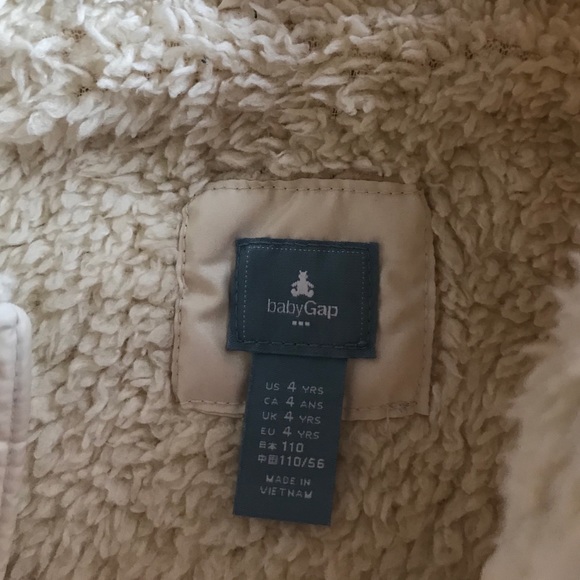 babyGap
US 4 YRS
CA 4 ANS
UK 4 YRS
EU 4 YRS
日本 110
中国 110/56
MADE IN
VIETNAM